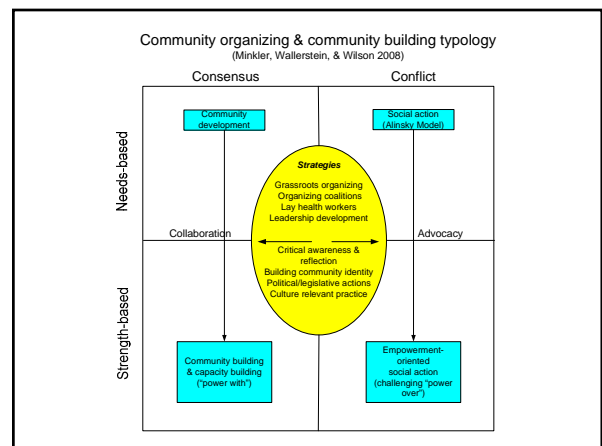 Community organizing & community building typology
(Minkler, Wallerstein, & Wilson 2008)
Consensus
Conflict
Needs-based
Community
development
Social action
(Alinsky Model)
Strategies
Grassroots organizing
Organizing coalitions
Lay health workers
Leadership development
Collaboration
Advocacy
Critical awareness &
reflection
Building community identity
Political/legislative actions
Culture relevant practice
Strength-based
Community building
& capacity building
("power with")
Empowerment-
oriented
social action
(challenging "power
over")